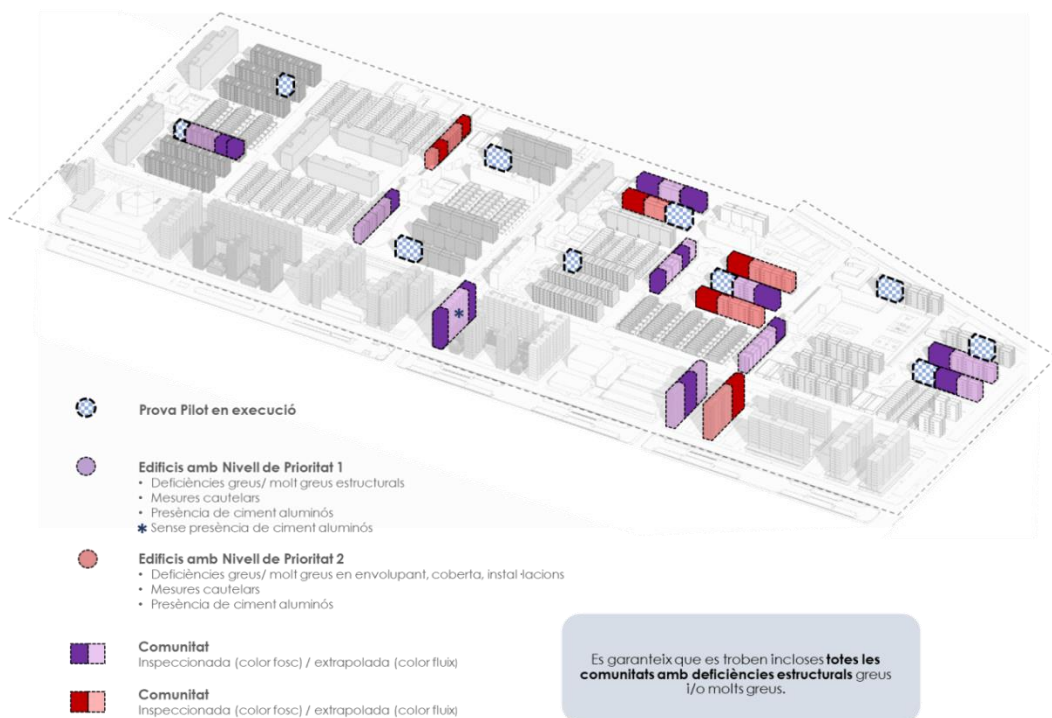 Prova Pilot en execució
Edificis amb Nivell de Prioritat 1
• Deficiències greus/ molt greus estructurals
• Mesures cautelars
• Presència de ciment aluminós
* Sense presència de ciment aluminós
Edificis amb Nivell de Prioritat 2
• Deficiències greus/ molt greus en envolupant, coberta, instal·lacions
• Mesures cautelars
• Presència de ciment aluminós
Comunitat
Inspeccionada (color fosc) / extrapolada (color fluix)
Comunitat
Inspeccionada (color fosc) / extrapolada (color fluix)
Es garanteix que es troben incloses totes les
comunitats amb deficiències estructurals greus
i/o molts greus.